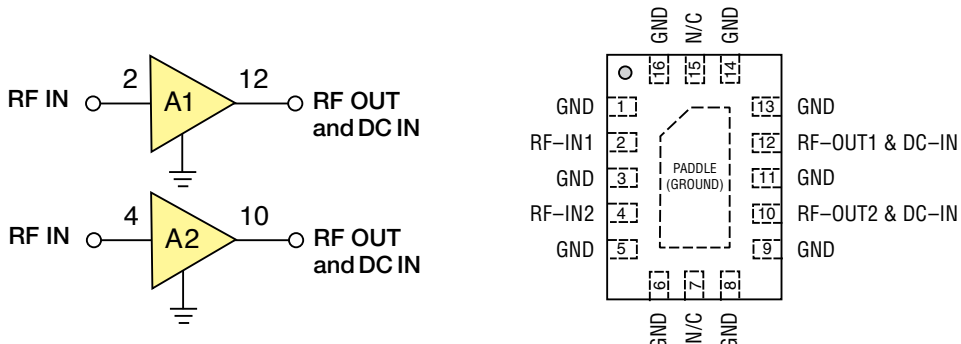 2
12
RF IN
A1
RF OUT
and DC IN
4
10
RF IN
A2
RF OUT
and DC IN
GND
N/C
GND
16
15
14
GND
1
13
GND
RF–IN1
2
12
RF–OUT1 & DC–IN
GND
3
PADDLE
(GROUND)
11
GND
RF–IN2
4
10
RF–OUT2 & DC–IN
GND
5
9
GND
6
7
8
GND
N/C
GND